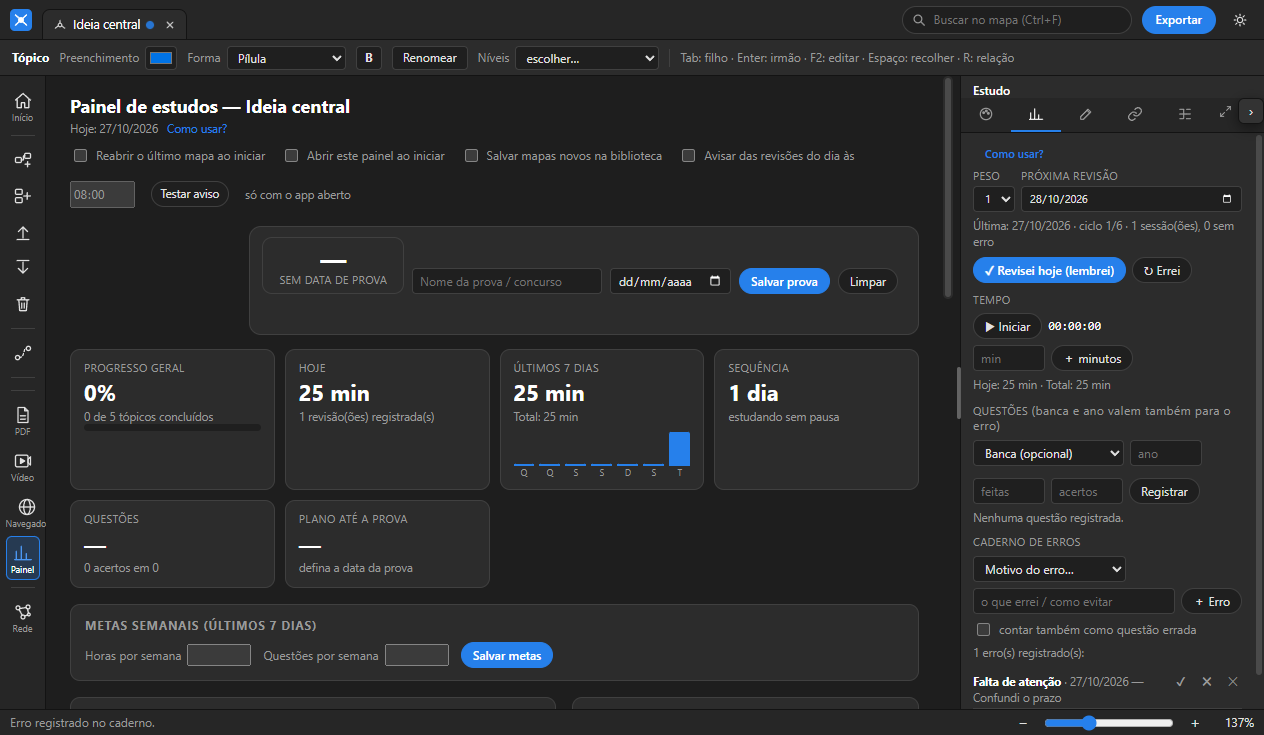 Ideia central
Buscar no mapa (Ctrl+F)
Exportar
Tópico Preenchimento Forma Pílula B Renomear Níveis escolher... Tab: filho · Enter: irmão · F2: editar · Espaço: recolher · R: relação
Início
PDF
Vídeo
Navegado
Painel
Rede
Painel de estudos — Ideia central
Hoje: 27/10/2026 Como usar?
Reabrir o último mapa ao iniciar Abrir este painel ao iniciar Salvar mapas novos na biblioteca Avisar das revisões do dia às
08:00 Testar aviso só com o app aberto
—
SEM DATA DE PROVA
Nome da prova / concurso dd/mm/aaaa Salvar prova Limpar
PROGRESSO GERAL
0%
0 de 5 tópicos concluídos
HOJE
25 min
1 revisão(ões) registrada(s)
ÚLTIMOS 7 DIAS
25 min
Total: 25 min
Q Q S S D S T
SEQUÊNCIA
1 dia
estudando sem pausa
QUESTÕES
—
0 acertos em 0
PLANO ATÉ A PROVA
—
defina a data da prova
METAS SEMANAIS (ÚLTIMOS 7 DIAS)
Horas por semana Questões por semana Salvar metas
Estudo
Como usar?
PESO PRÓXIMA REVISÃO
1 28/10/2026
Última: 27/10/2026 · ciclo 1/6 · 1 sessão(ões), 0 sem
erro
✓ Revisei hoje (lembrei) ↻ Errei
TEMPO
▶ Iniciar 00:00:00
min + minutos
Hoje: 25 min · Total: 25 min
QUESTÕES (banca e ano valem também para o
erro)
Banca (opcional) ano
feitas acertos Registrar
Nenhuma questão registrada.
CADERNO DE ERROS
Motivo do erro...
o que errei / como evitar + Erro
contar também como questão errada
1 erro(s) registrado(s):
Falta de atenção · 27/10/2026 —
Confundi o prazo
Erro registrado no caderno.
− + 137%